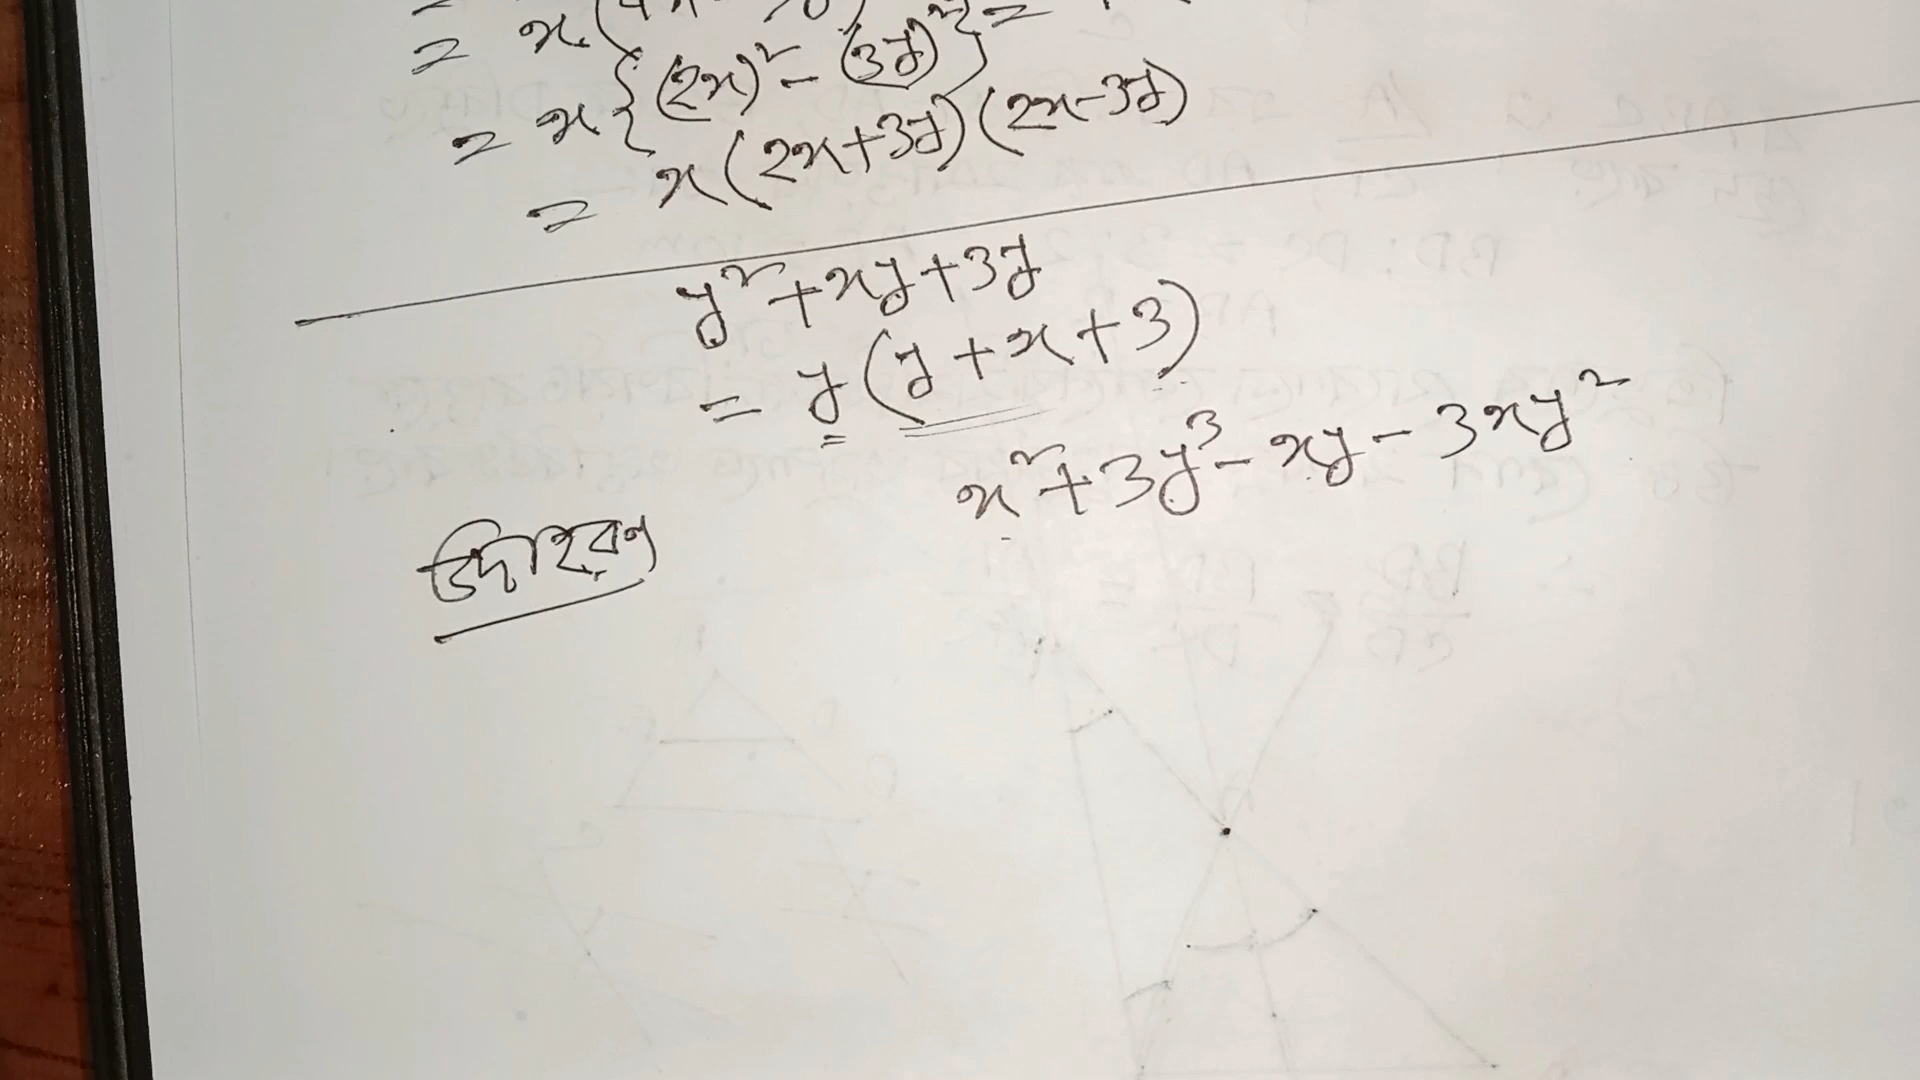 = x{(2x)² - (3y)²} =
= x(2x+3y)(2x-3y)
y²+xy+3y
= y(y+x+3)
x²+3y³-xy-3xy²
উদাহরণ